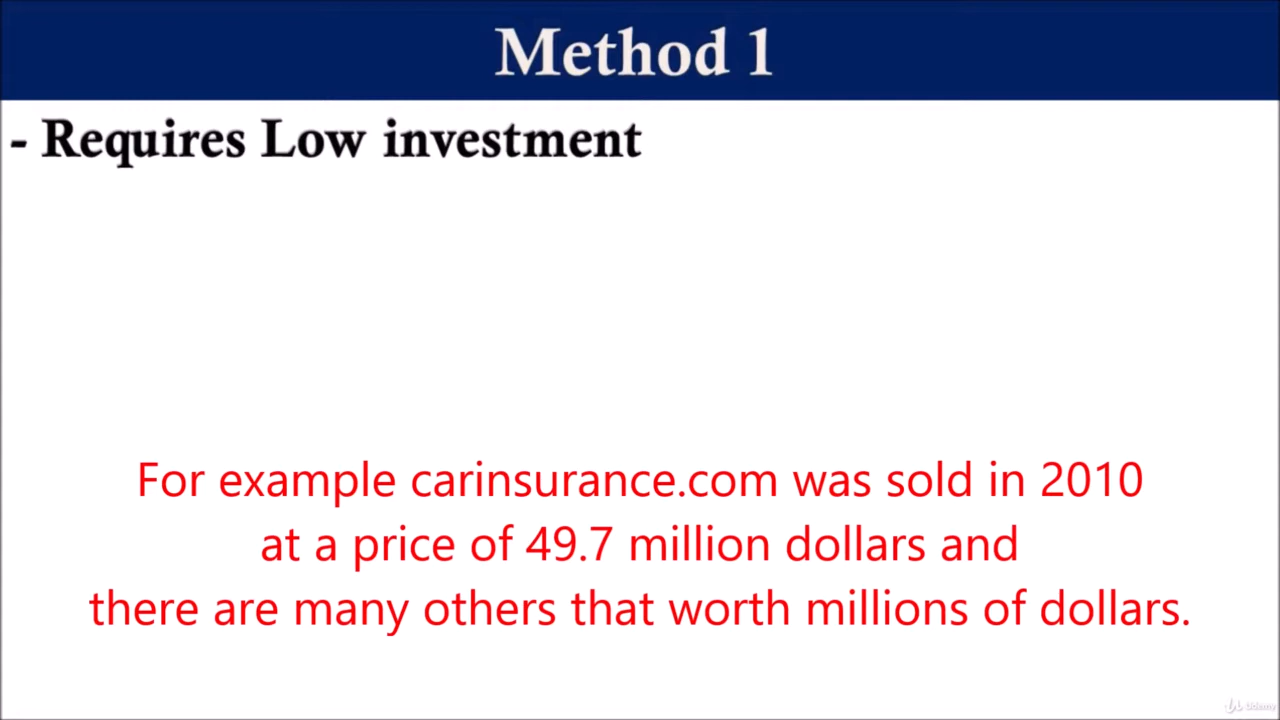 Method 1
- Requires Low investment
For example carinsurance.com was sold in 2010
at a price of 49.7 million dollars and
there are many others that worth millions of dollars.
Udemy